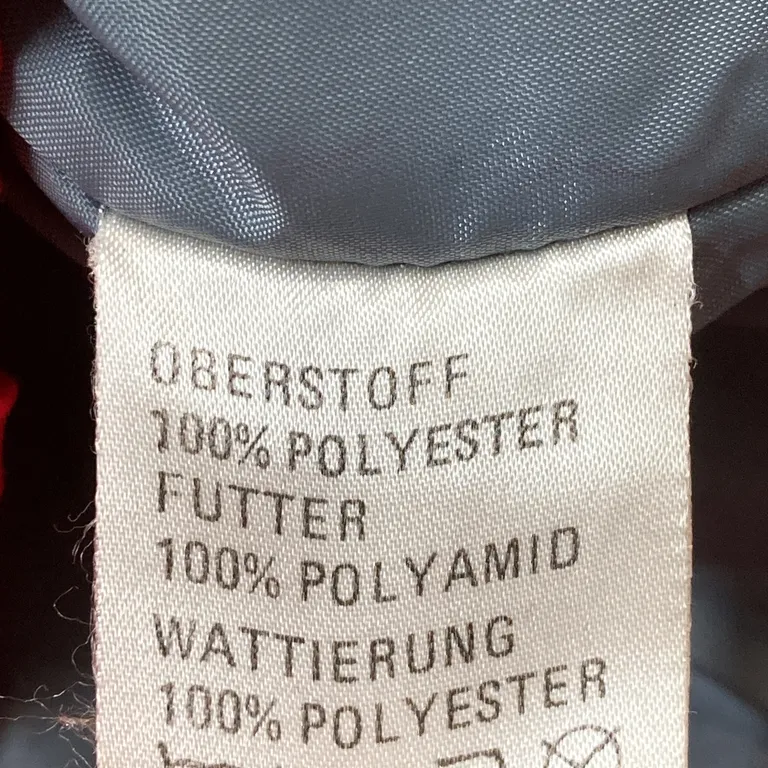 OBERSTOFF
100% POLYESTER
FUTTER
100% POLYAMID
WATTIERUNG
100% POLYESTER